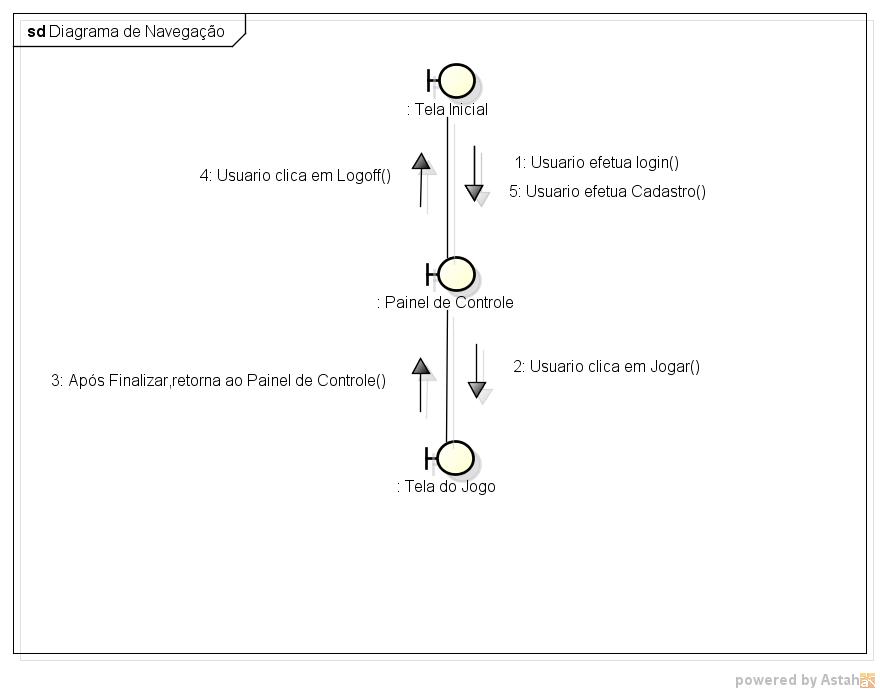 sd Diagrama de Navegação
: Tela Inicial
1: Usuario efetua login()
4: Usuario clica em Logoff()
5: Usuario efetua Cadastro()
: Painel de Controle
2: Usuario clica em Jogar()
3: Após Finalizar,retorna ao Painel de Controle()
: Tela do Jogo
powered by Astah